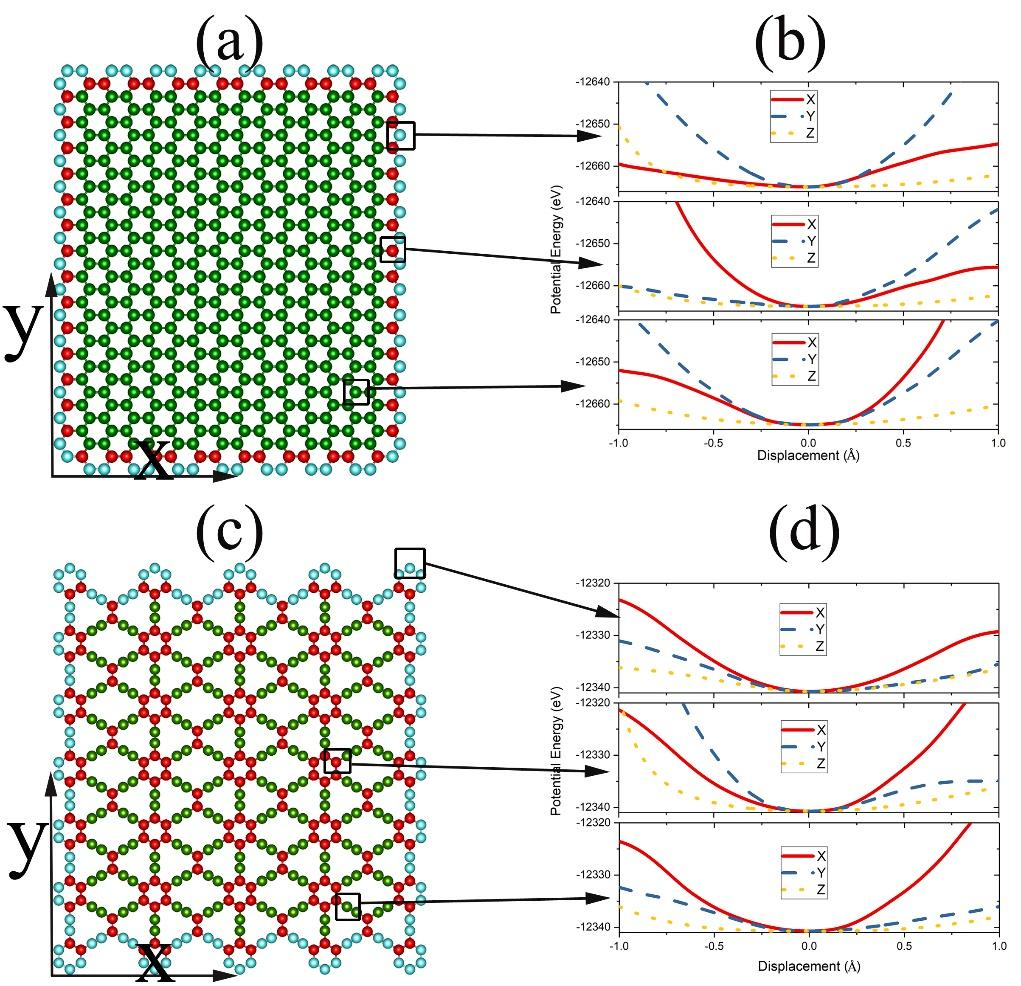 (a)
(b)
y
x
-12640
-12650
-12660
X
Y
Z
-12640
-12650
-12660
X
Y
Z
-12640
-12650
-12660
X
Y
Z
Potential Energy (eV)
-1.0 -0.5 0.0 0.5 1.0
Displacement (Å)
(c)
(d)
y
x
-12320
-12330
-12340
X
Y
Z
-12320
-12330
-12340
X
Y
Z
-12320
-12330
-12340
X
Y
Z
Potential Energy (eV)
-1.0 -0.5 0.0 0.5 1.0
Displacement (Å)